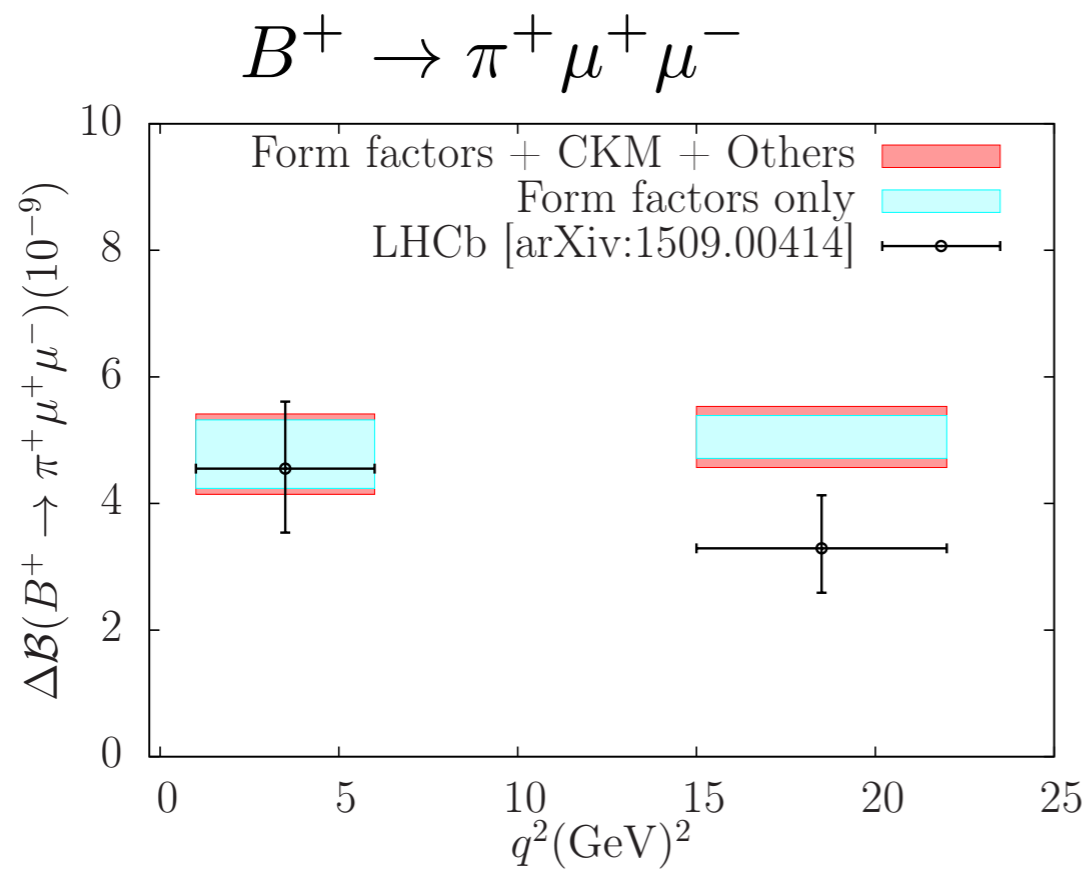 B⁺ → π⁺μ⁺μ⁻
Form factors + CKM + Others
Form factors only
LHCb [arXiv:1509.00414]
10
8
6
4
2
0
Δℬ(B⁺ → π⁺μ⁺μ⁻)(10⁻⁹)
0 5 10 15 20 25
q²(GeV)²